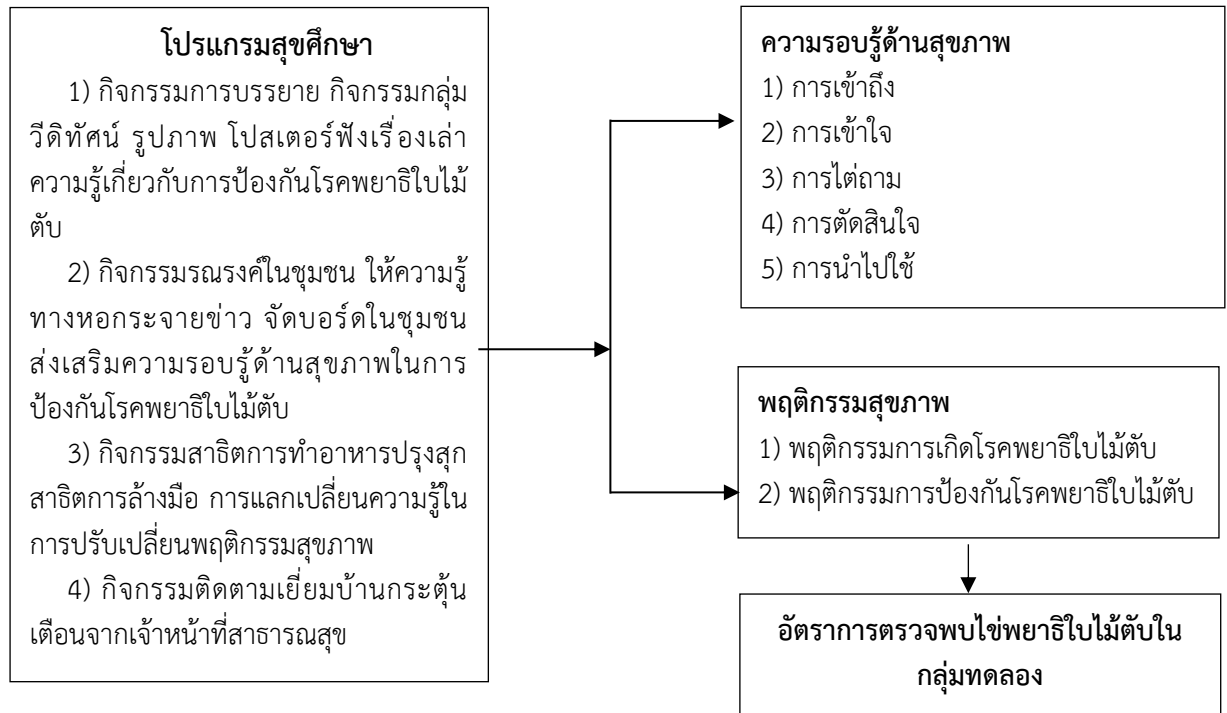 โปรแกรมสุขศึกษา
1) กิจกรรมการบรรยาย กิจกรรมกลุ่ม
วีดิทัศน์ รูปภาพ โปสเตอร์ฟังเรื่องเล่า
ความรู้เกี่ยวกับการป้องกันโรคพยาธิใบไม้
ตับ
2) กิจกรรมรณรงค์ในชุมชน ให้ความรู้
ทางหอกระจายข่าว จัดบอร์ดในชุมชน
ส่งเสริมความรอบรู้ด้านสุขภาพในการ
ป้องกันโรคพยาธิใบไม้ตับ
3) กิจกรรมสาธิตการทำอาหารปรุงสุก
สาธิตการล้างมือ การแลกเปลี่ยนความรู้ใน
การปรับเปลี่ยนพฤติกรรมสุขภาพ
4) กิจกรรมติดตามเยี่ยมบ้านกระตุ้น
เตือนจากเจ้าหน้าที่สาธารณสุข
ความรอบรู้ด้านสุขภาพ
1) การเข้าถึง
2) การเข้าใจ
3) การไต่ถาม
4) การตัดสินใจ
5) การนำไปใช้
พฤติกรรมสุขภาพ
1) พฤติกรรมการเกิดโรคพยาธิใบไม้ตับ
2) พฤติกรรมการป้องกันโรคพยาธิใบไม้ตับ
อัตราการตรวจพบไข่พยาธิใบไม้ตับใน
กลุ่มทดลอง